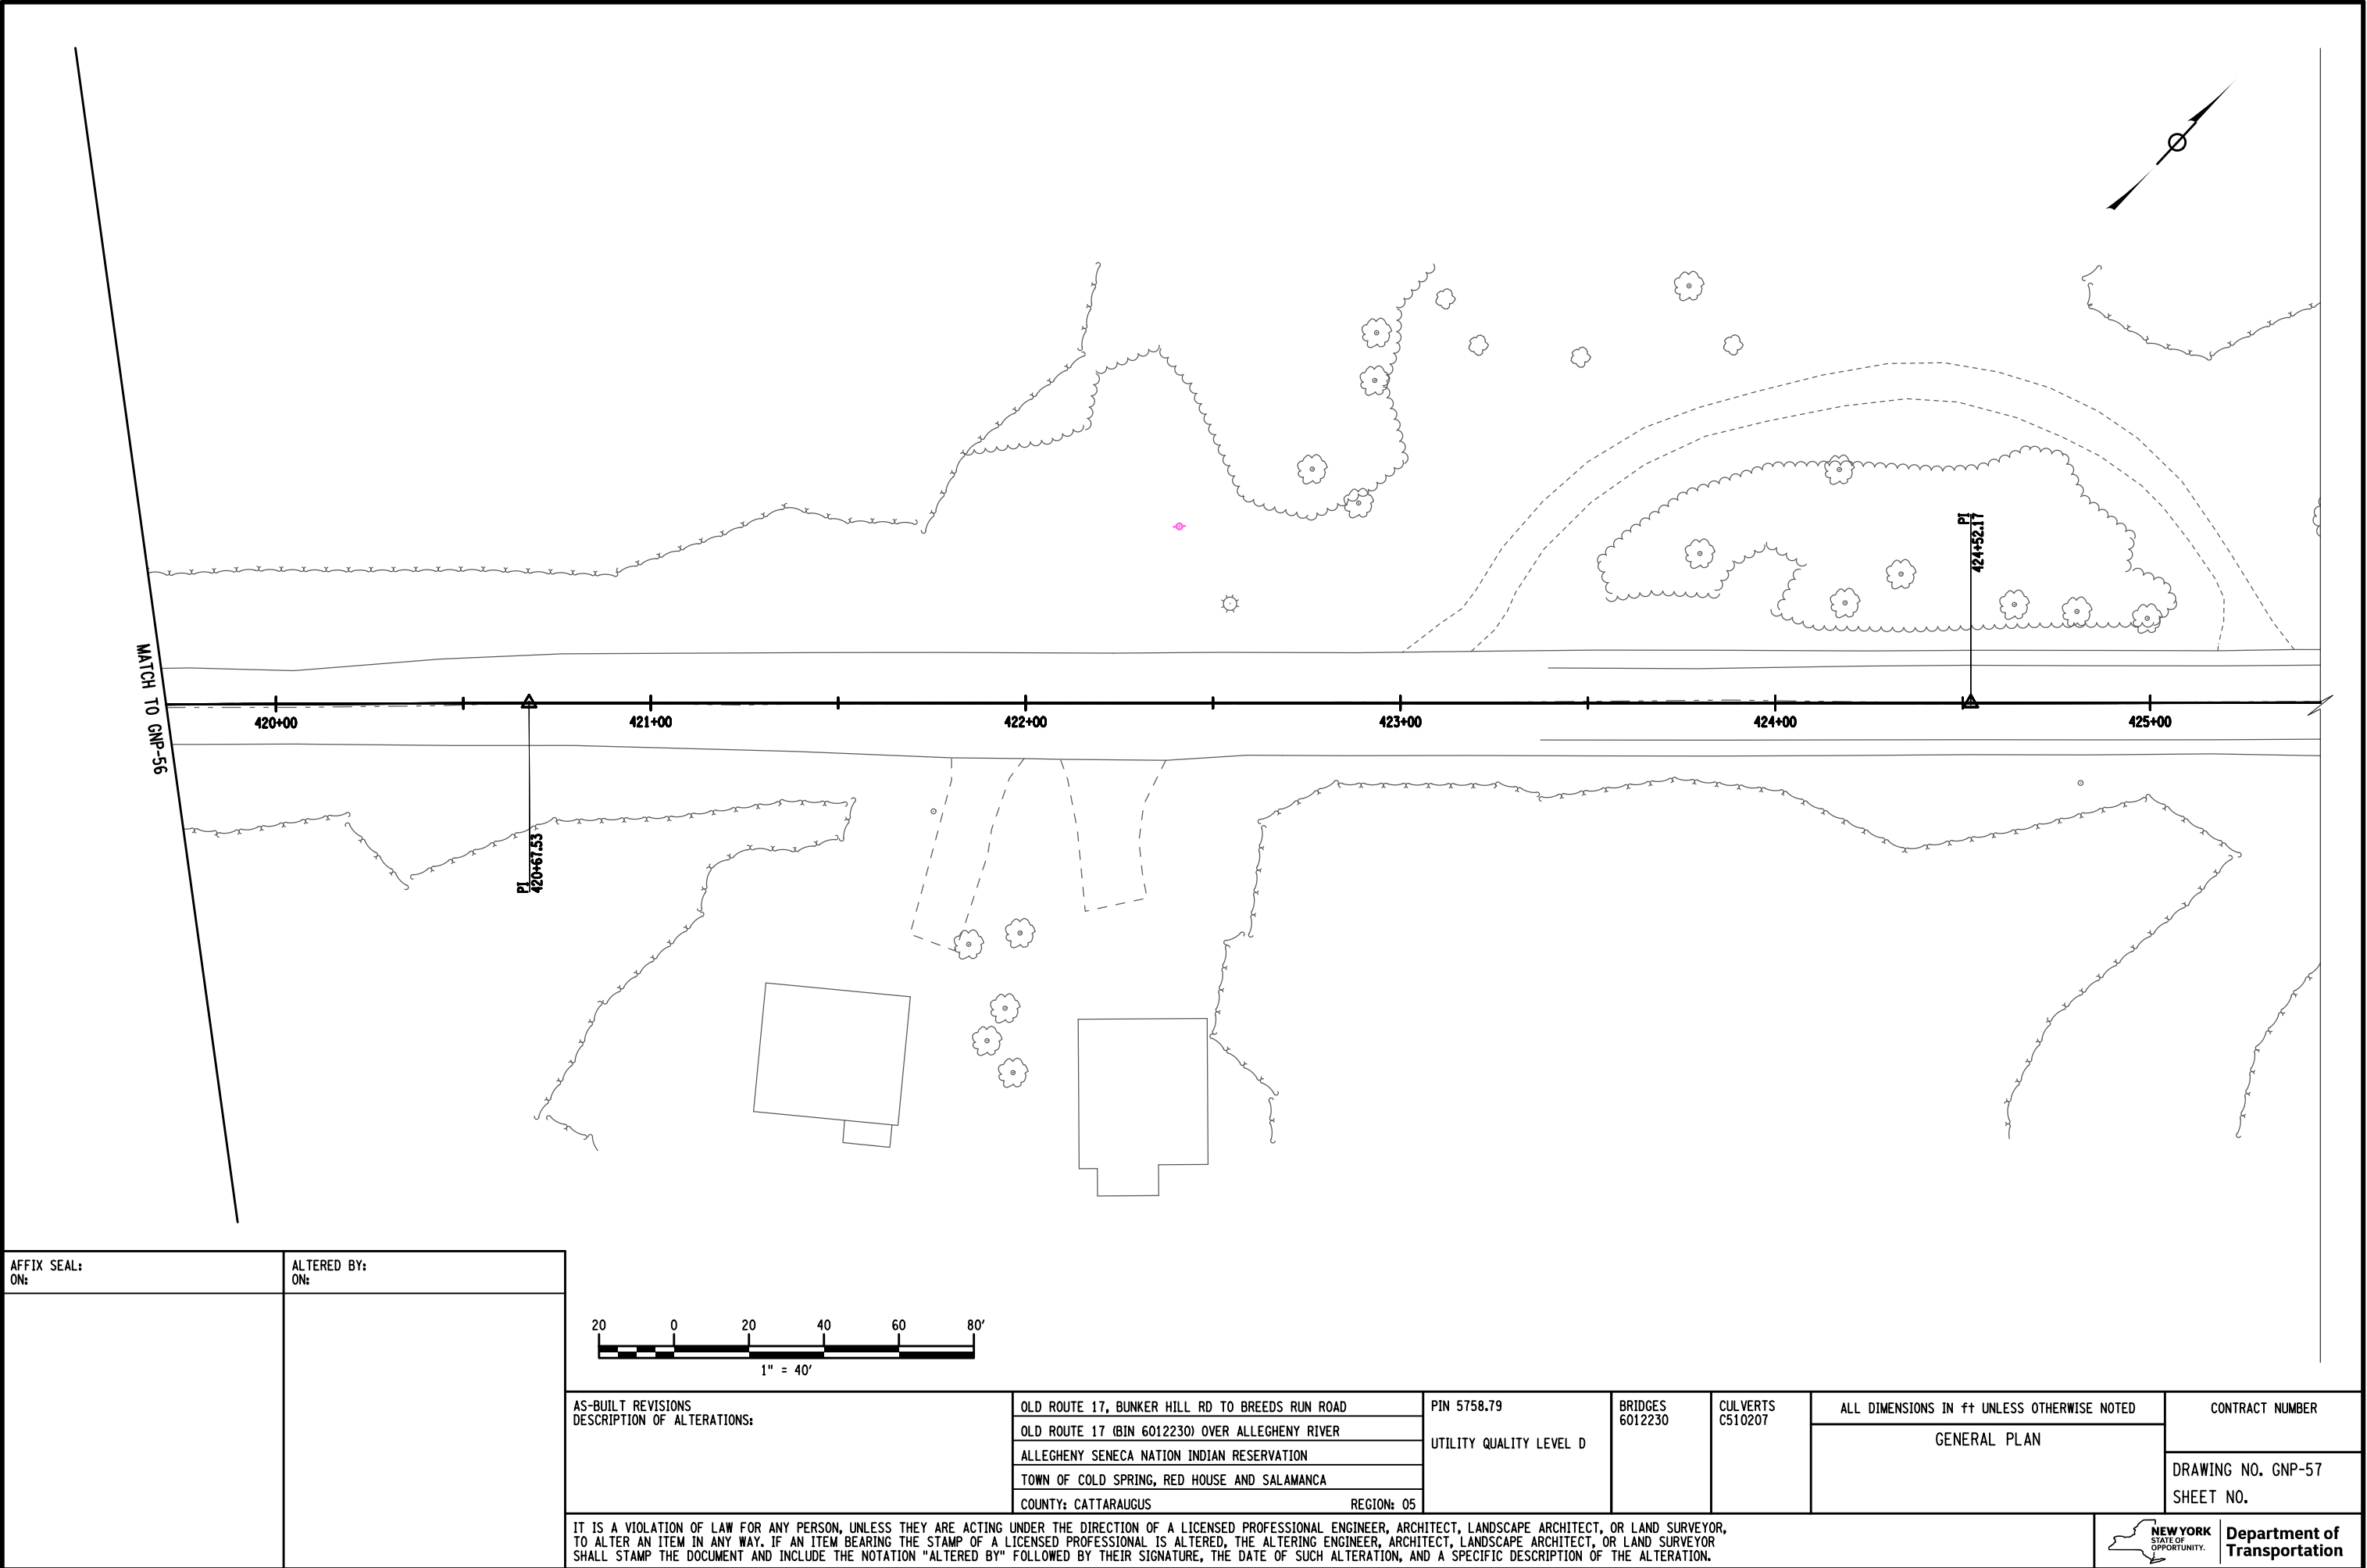 PI
424+52.17
MATCH TO GNP-56
420+00
421+00
422+00
423+00
424+00
425+00
PI
420+67.53
AFFIX SEAL:
ON:
ALTERED BY:
ON:
20 0 20 40 60 80'
1" = 40'
AS-BUILT REVISIONS
DESCRIPTION OF ALTERATIONS:
OLD ROUTE 17, BUNKER HILL RD TO BREEDS RUN ROAD
OLD ROUTE 17 (BIN 6012230) OVER ALLEGHENY RIVER
ALLEGHENY SENECA NATION INDIAN RESERVATION
TOWN OF COLD SPRING, RED HOUSE AND SALAMANCA
COUNTY: CATTARAUGUS REGION: 05
PIN 5758.79
UTILITY QUALITY LEVEL D
BRIDGES
6012230
CULVERTS
C510207
ALL DIMENSIONS IN ft UNLESS OTHERWISE NOTED
GENERAL PLAN
CONTRACT NUMBER
DRAWING NO. GNP-57
SHEET NO.
IT IS A VIOLATION OF LAW FOR ANY PERSON, UNLESS THEY ARE ACTING UNDER THE DIRECTION OF A LICENSED PROFESSIONAL ENGINEER, ARCHITECT, LANDSCAPE ARCHITECT, OR LAND SURVEYOR,
TO ALTER AN ITEM IN ANY WAY. IF AN ITEM BEARING THE STAMP OF A LICENSED PROFESSIONAL IS ALTERED, THE ALTERING ENGINEER, ARCHITECT, LANDSCAPE ARCHITECT, OR LAND SURVEYOR
SHALL STAMP THE DOCUMENT AND INCLUDE THE NOTATION "ALTERED BY" FOLLOWED BY THEIR SIGNATURE, THE DATE OF SUCH ALTERATION, AND A SPECIFIC DESCRIPTION OF THE ALTERATION.
NEW YORK
STATE OF
OPPORTUNITY.
Department of
Transportation